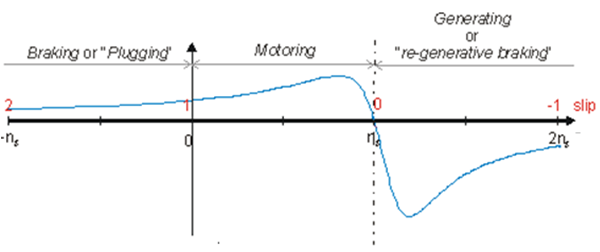 Generating
or
"re-generative braking"
Braking or "Plugging"
Motoring
2
1
0
-1
slip
-nₛ
0
nₛ
2nₛ